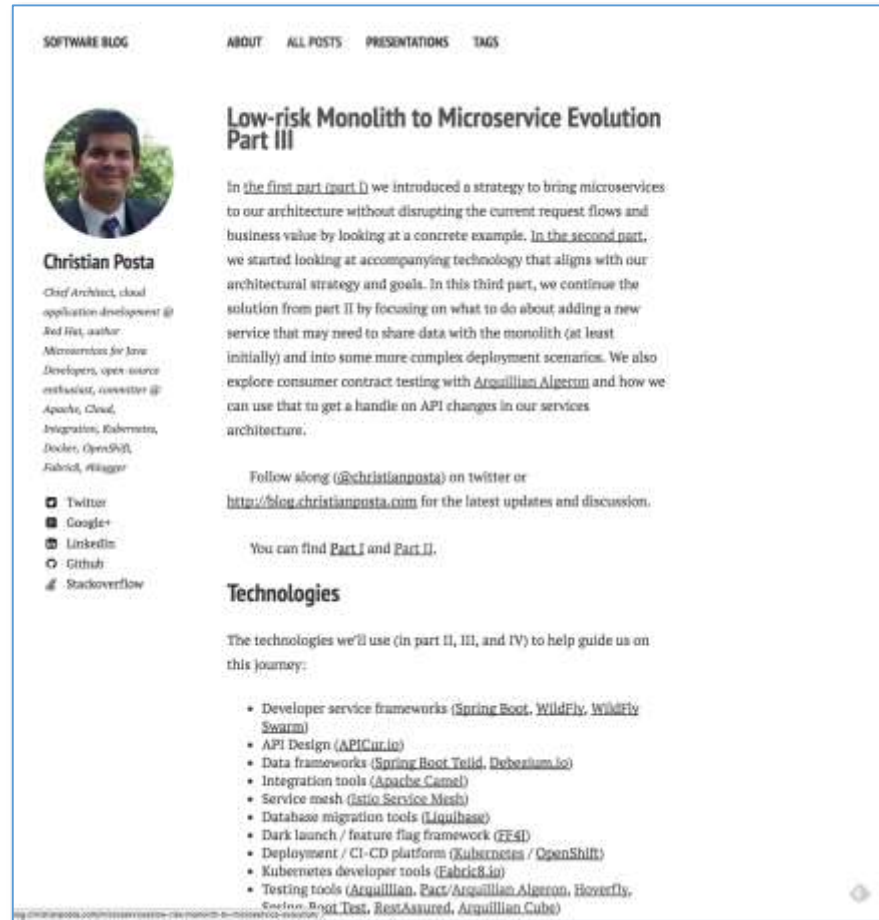 SOFTWARE BLOG
ABOUT ALL POSTS PRESENTATIONS TAGS
Christian Posta
Chief Architect, cloud
application development @
Red Hat, author
Microservices for Java
Developers, open-source
enthusiast, committer @
Apache, Cloud,
Integration, Kubernetes,
Docker, OpenShift,
Fabric8, #blogger
Twitter
Google+
LinkedIn
Github
Stackoverflow
Low-risk Monolith to Microservice Evolution
Part III
In the first part (part I) we introduced a strategy to bring microservices
to our architecture without disrupting the current request flows and
business value by looking at a concrete example. In the second part,
we started looking at accompanying technology that aligns with our
architectural strategy and goals. In this third part, we continue the
solution from part II by focusing on what to do about adding a new
service that may need to share data with the monolith (at least
initially) and into some more complex deployment scenarios. We also
explore consumer contract testing with Arquillian Algeron and how we
can use that to get a handle on API changes in our services
architecture.
Follow along (@christianposta) on twitter or
http://blog.christianposta.com for the latest updates and discussion.
You can find Part I and Part II.
Technologies
The technologies we'll use (in part II, III, and IV) to help guide us on
this journey:
• Developer service frameworks (Spring Boot, WildFly, WildFly
Swarm)
• API Design (APICur.io)
• Data frameworks (Spring Boot Teiid, Debezium.io)
• Integration tools (Apache Camel)
• Service mesh (Istio Service Mesh)
• Database migration tools (Liquibase)
• Dark launch / feature flag framework (FF4J)
• Deployment / CI-CD platform (Kubernetes / OpenShift)
• Kubernetes developer tools (Fabric8.io)
• Testing tools (Arquillian, Pact/Arquillian Algeron, Hoverfly,
Spring-Boot Test, RestAssured, Arquillian Cube)